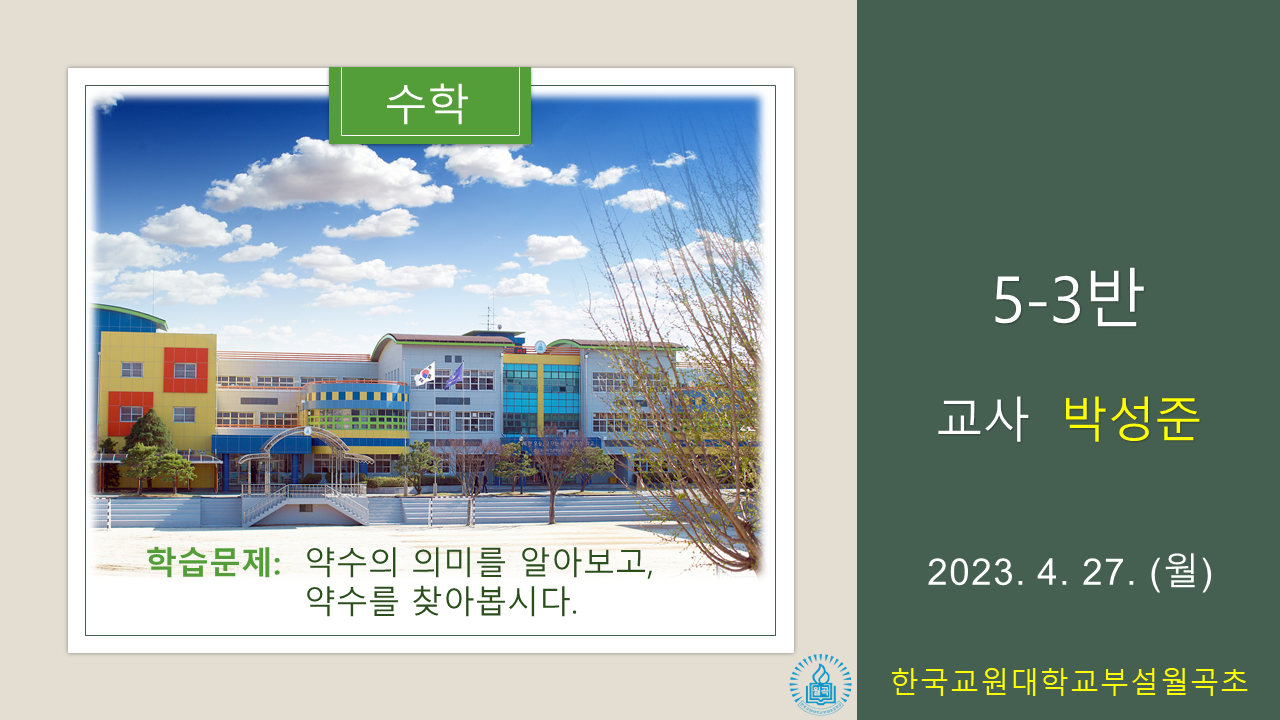 수학
학습문제: 약수의 의미를 알아보고,
약수를 찾아봅시다.
5-3반
교사 박성준
2023. 4. 27. (월)
한국교원대학교부설월곡초
월곡